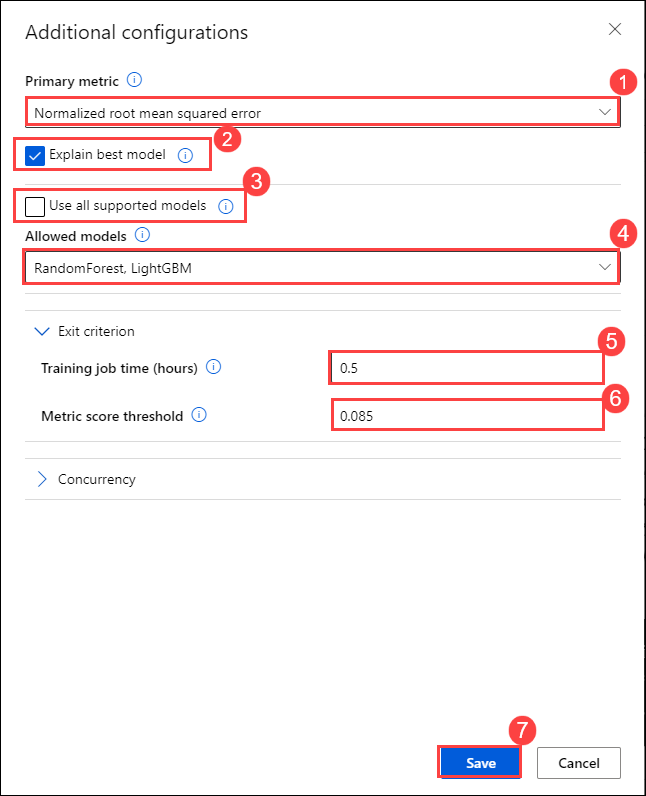 Additional configurations
Primary metric
1
Normalized root mean squared error
2
Explain best model
3
Use all supported models
Allowed models
4
RandomForest, LightGBM
Exit criterion
5
Training job time (hours)
0.5
6
Metric score threshold
0.085
Concurrency
7
Save
Cancel